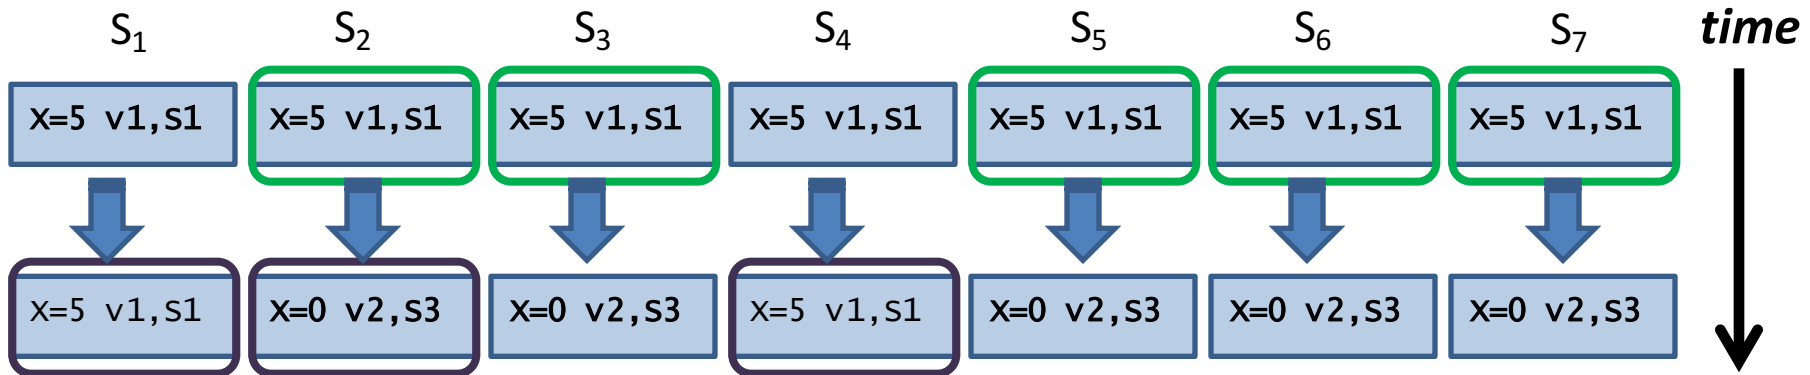 S1 S2 S3 S4 S5 S6 S7 time
x=5 v1,s1 x=5 v1,s1 x=5 v1,s1 x=5 v1,s1 x=5 v1,s1 x=5 v1,s1 x=5 v1,s1
x=5 v1,s1 x=0 v2,s3 x=0 v2,s3 x=5 v1,s1 x=0 v2,s3 x=0 v2,s3 x=0 v2,s3